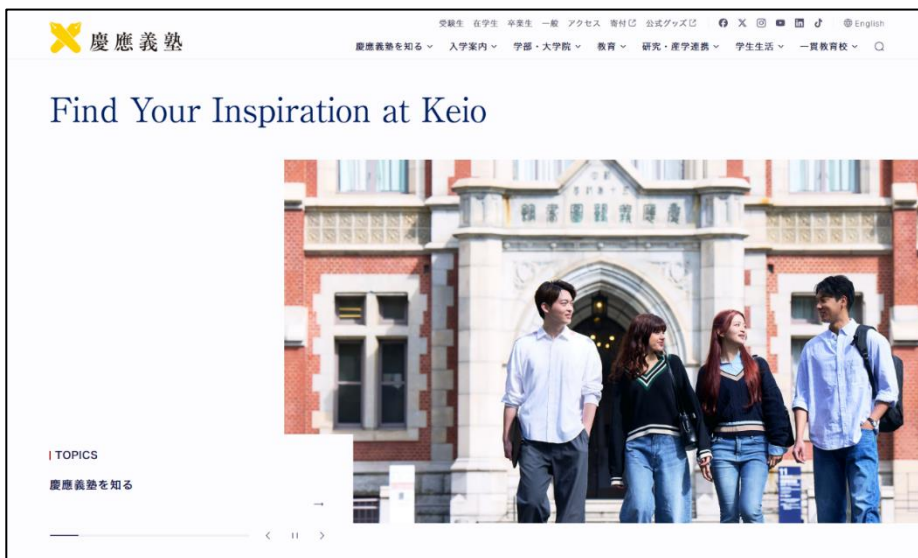 受験生 在学生 卒業生 一般 アクセス 寄付 公式グッズ English
慶應義塾
慶應義塾を知る 入学案内 学部・大学院 教育 研究・産学連携 学生生活 一貫教育校
Find Your Inspiration at Keio
TOPICS
慶應義塾を知る